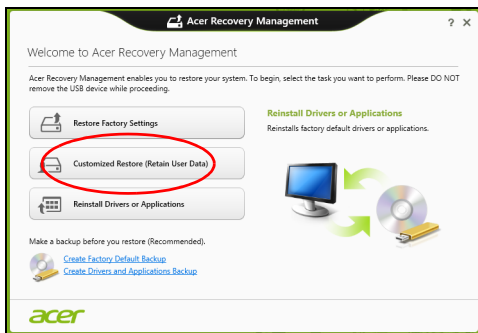 Acer Recovery Management
? X
Welcome to Acer Recovery Management
Acer Recovery Management enables you to restore your system. To begin, select the task you want to perform. Please DO NOT
remove the USB device while proceeding.
Restore Factory Settings
Customized Restore (Retain User Data)
Reinstall Drivers or Applications
Reinstall Drivers or Applications
Reinstalls factory default drivers or applications.
Make a backup before you restore (Recommended).
Create Factory Default Backup
Create Drivers and Applications Backup
acer